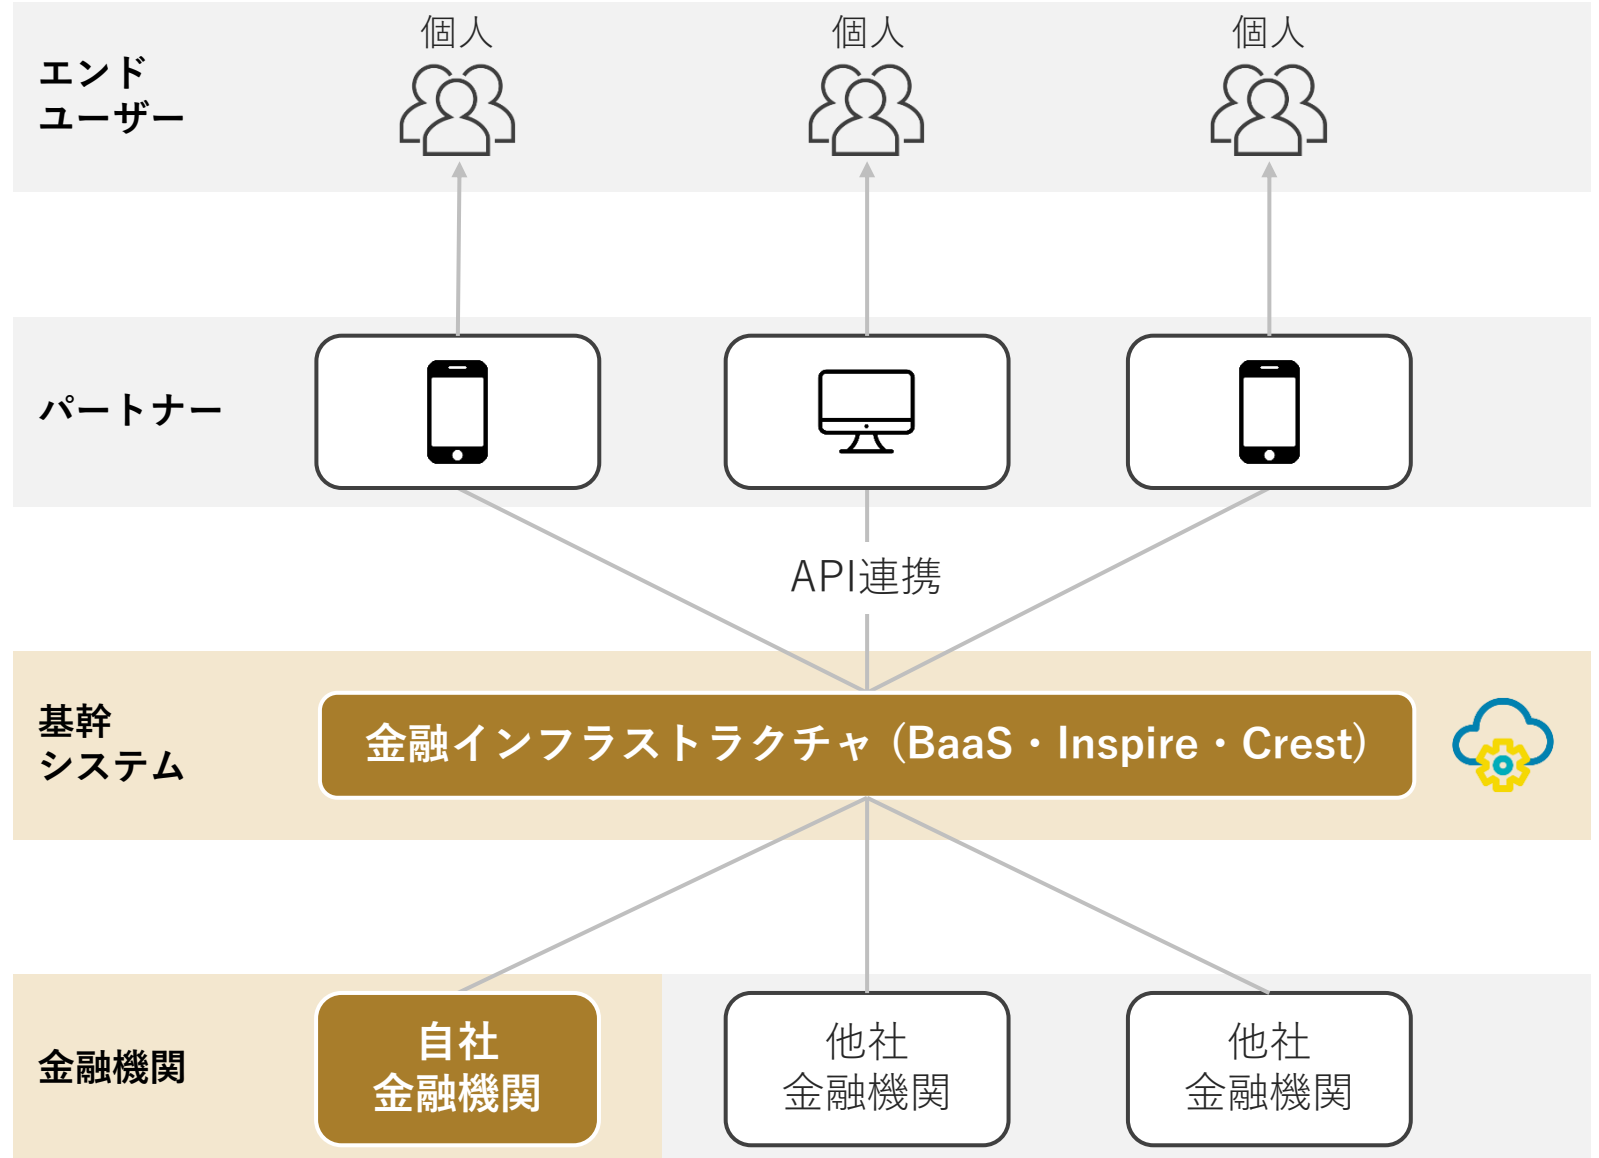 エンド
ユーザー
個人
個人
個人
パートナー
API連携
基幹
システム
金融インフラストラクチャ (BaaS・Inspire・Crest)
金融機関
自社
金融機関
他社
金融機関
他社
金融機関